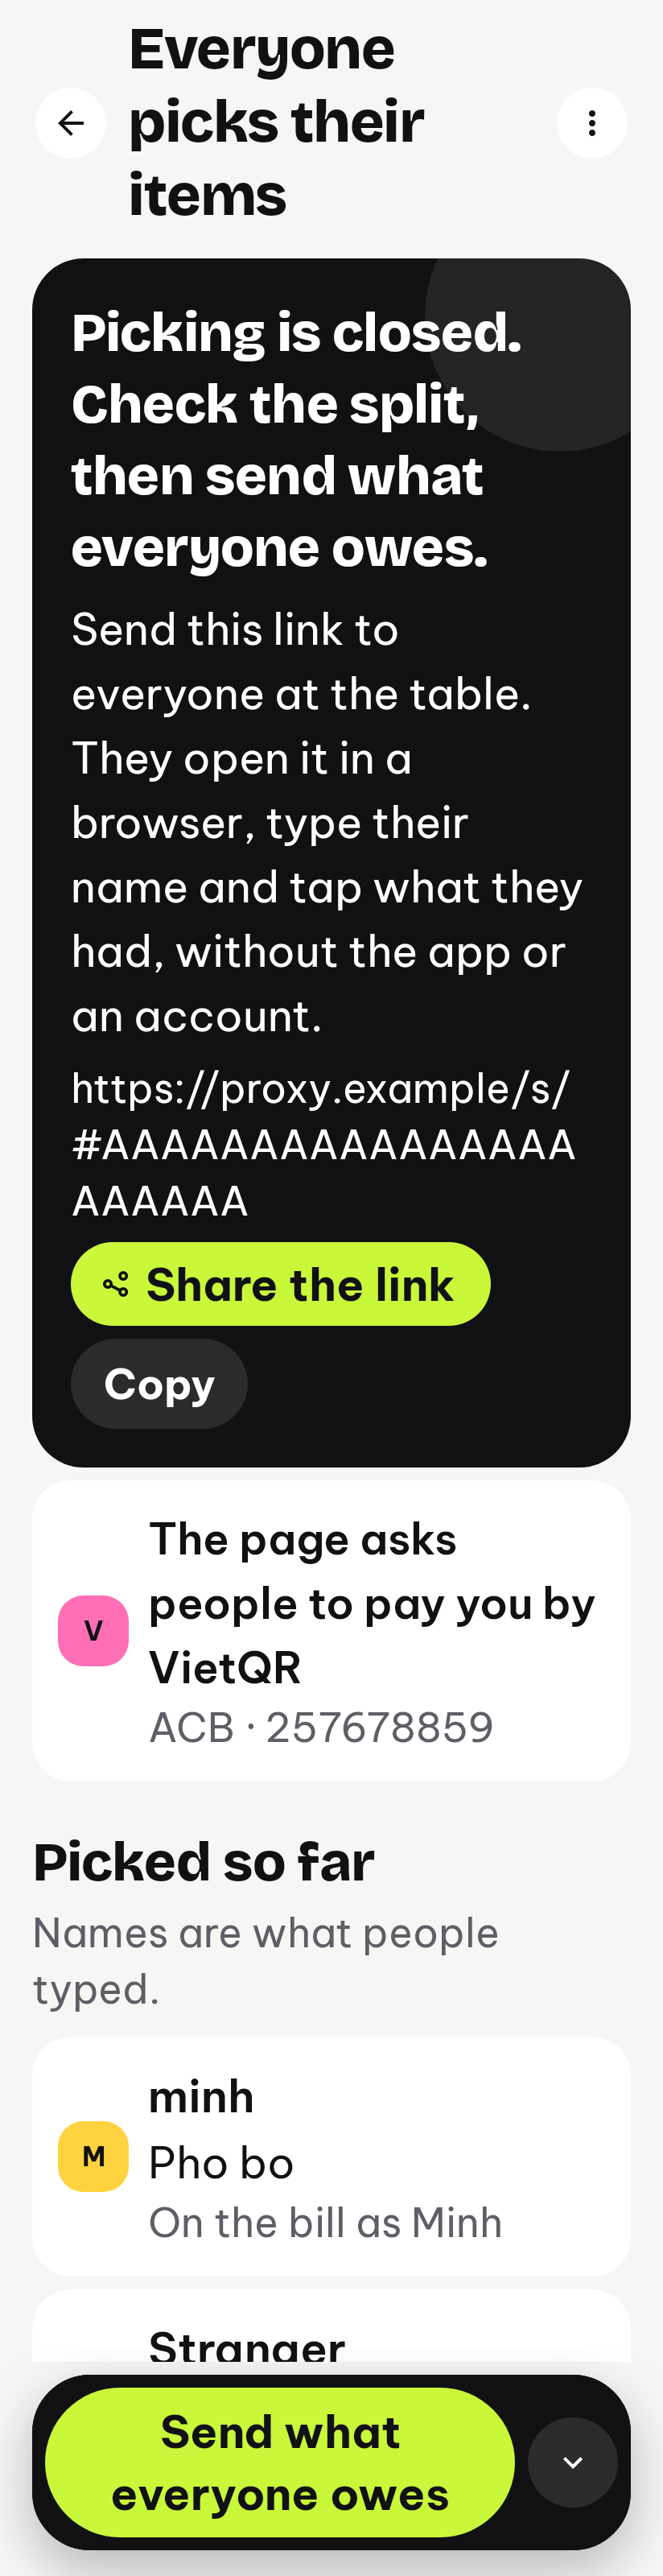 Everyone
picks their
items
Picking is closed.
Check the split,
then send what
everyone owes.
Send this link to
everyone at the table.
They open it in a
browser, type their
name and tap what they
had, without the app or
an account.
https://proxy.example/s/
#AAAAAAAAAAAAAAAA
AAAAAA
Share the link
Copy
The page asks
people to pay you by
VietQR
V
ACB · 257678859
Picked so far
Names are what people
typed.
minh
M
Pho bo
On the bill as Minh
Stranger
Send what
everyone owes